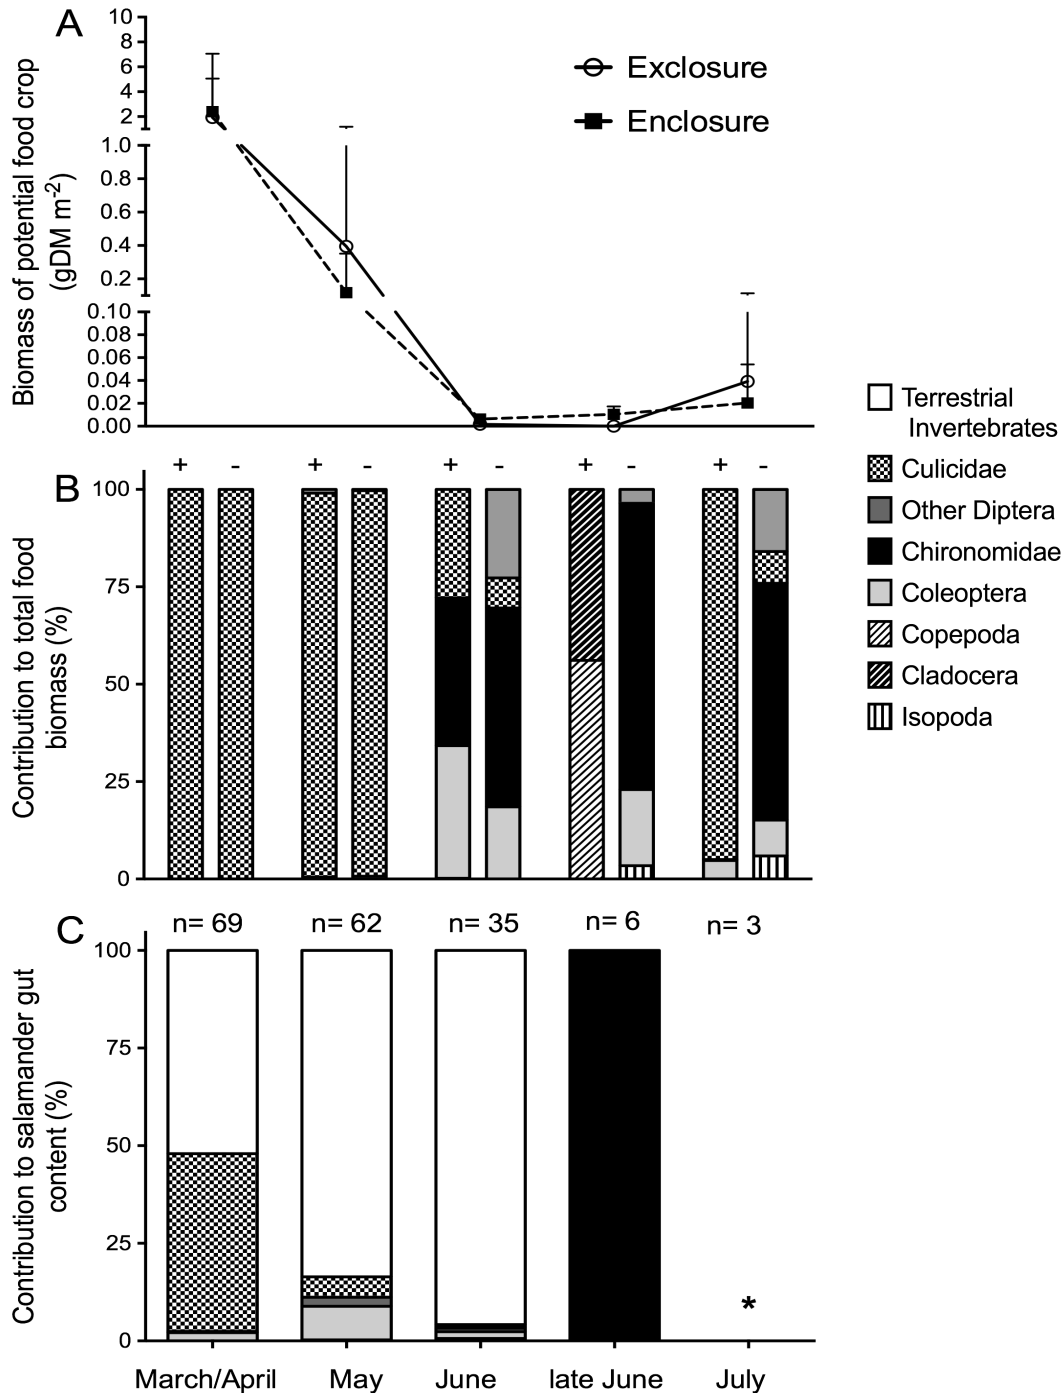 A
Biomass of potential food crop
(gDM m-2)
10
8
6
4
2
1.0
0.8
0.6
0.4
0.2
0.10
0.08
0.06
0.04
0.02
0.00
Exclosure
Enclosure
Terrestrial
Invertebrates
Culicidae
Other Diptera
Chironomidae
Coleoptera
Copepoda
Cladocera
Isopoda
B
Contribution to total food
biomass (%)
+ - + - + - + - + -
100
75
50
25
0
C
Contribution to salamander gut
content (%)
n= 69 n= 62 n= 35 n= 6 n= 3
100
75
50
25
0
*
March/April May June late June July